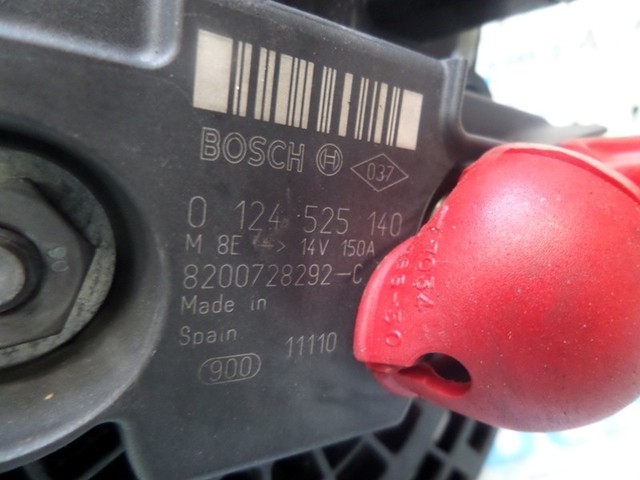 BOSCH 037
0 124 525 140
M 8E <-> 14V 150A
8200728292-C
Made in
Spain
900 11110